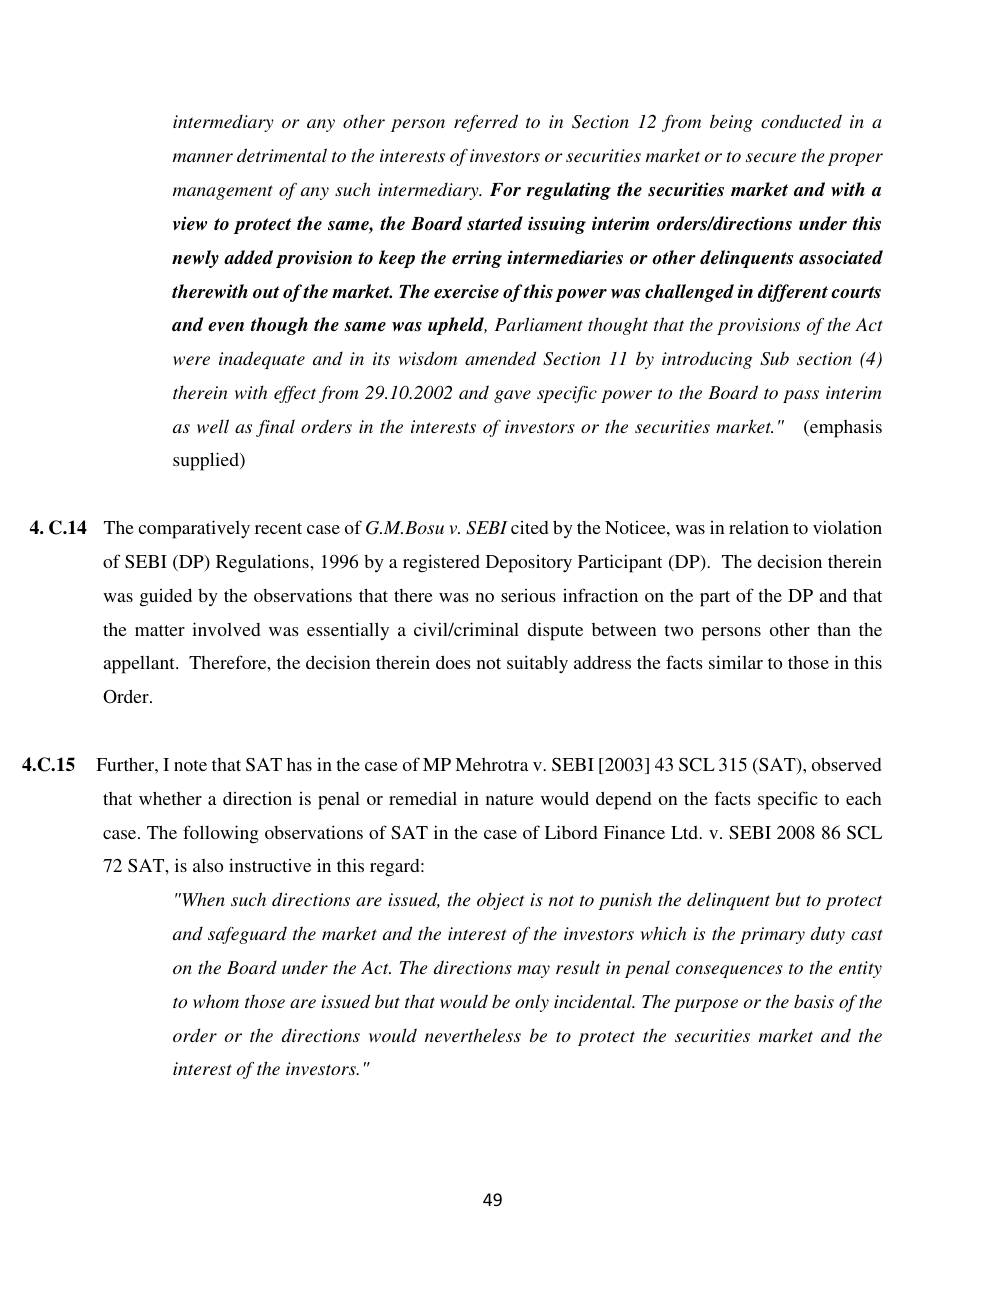 intermediary or any other person referred to in Section 12 from being conducted in a
manner detrimental to the interests of investors or securities market or to secure the proper
management of any such intermediary. For regulating the securities market and with a
view to protect the same, the Board started issuing interim orders/directions under this
newly added provision to keep the erring intermediaries or other delinquents associated
therewith out of the market. The exercise of this power was challenged in different courts
and even though the same was upheld, Parliament thought that the provisions of the Act
were inadequate and in its wisdom amended Section 11 by introducing Sub section (4)
therein with effect from 29.10.2002 and gave specific power to the Board to pass interim
as well as final orders in the interests of investors or the securities market." (emphasis
supplied)
4. C.14 The comparatively recent case of G.M.Bosu v. SEBI cited by the Noticee, was in relation to violation
of SEBI (DP) Regulations, 1996 by a registered Depository Participant (DP). The decision therein
was guided by the observations that there was no serious infraction on the part of the DP and that
the matter involved was essentially a civil/criminal dispute between two persons other than the
appellant. Therefore, the decision therein does not suitably address the facts similar to those in this
Order.
4.C.15 Further, I note that SAT has in the case of MP Mehrotra v. SEBI [2003] 43 SCL 315 (SAT), observed
that whether a direction is penal or remedial in nature would depend on the facts specific to each
case. The following observations of SAT in the case of Libord Finance Ltd. v. SEBI 2008 86 SCL
72 SAT, is also instructive in this regard:
"When such directions are issued, the object is not to punish the delinquent but to protect
and safeguard the market and the interest of the investors which is the primary duty cast
on the Board under the Act. The directions may result in penal consequences to the entity
to whom those are issued but that would be only incidental. The purpose or the basis of the
order or the directions would nevertheless be to protect the securities market and the
interest of the investors."
49